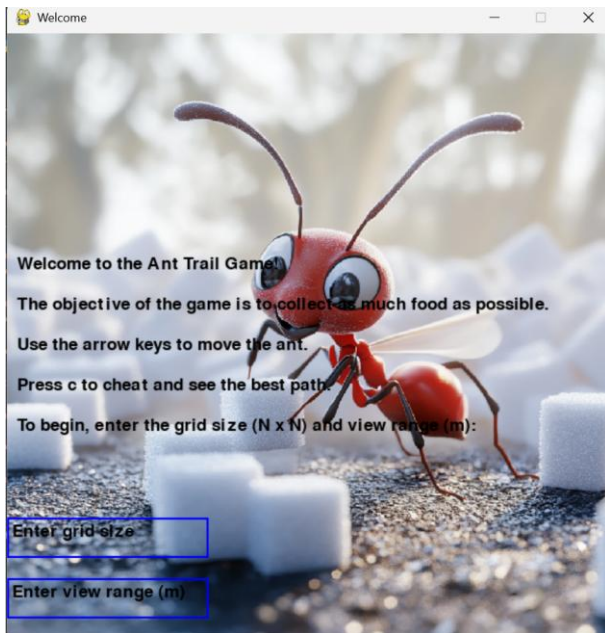 Welcome
Welcome to the Ant Trail Game!
The objective of the game is to collect as much food as possible.
Use the arrow keys to move the ant.
Press c to cheat and see the best path.
To begin, enter the grid size (N x N) and view range (m):
Enter grid size
Enter view range (m)